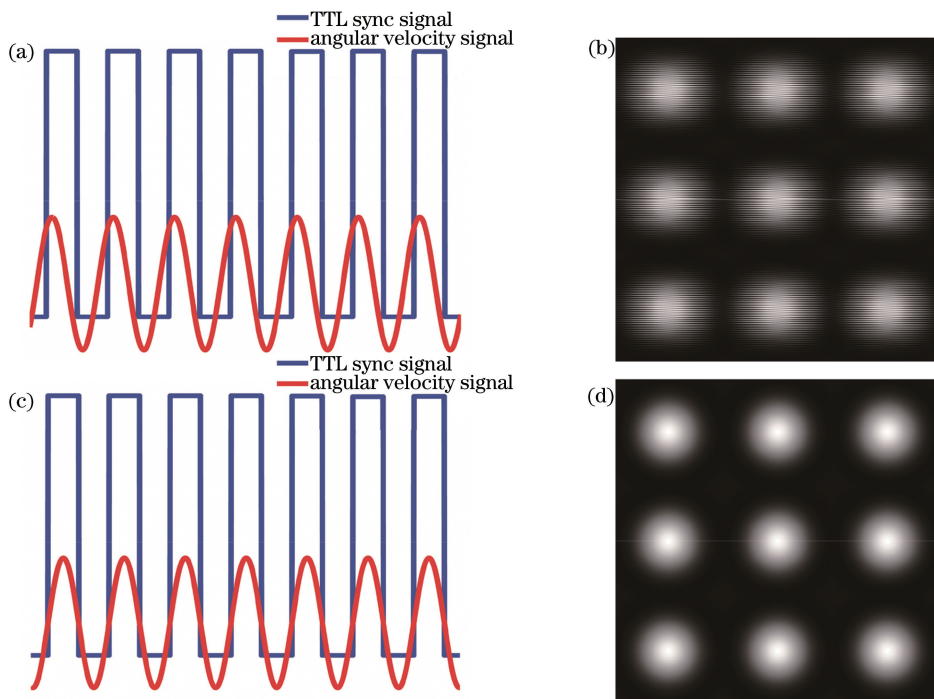 TTL sync signal
angular velocity signal
(a)
(b)
TTL sync signal
angular velocity signal
(c)
(d)